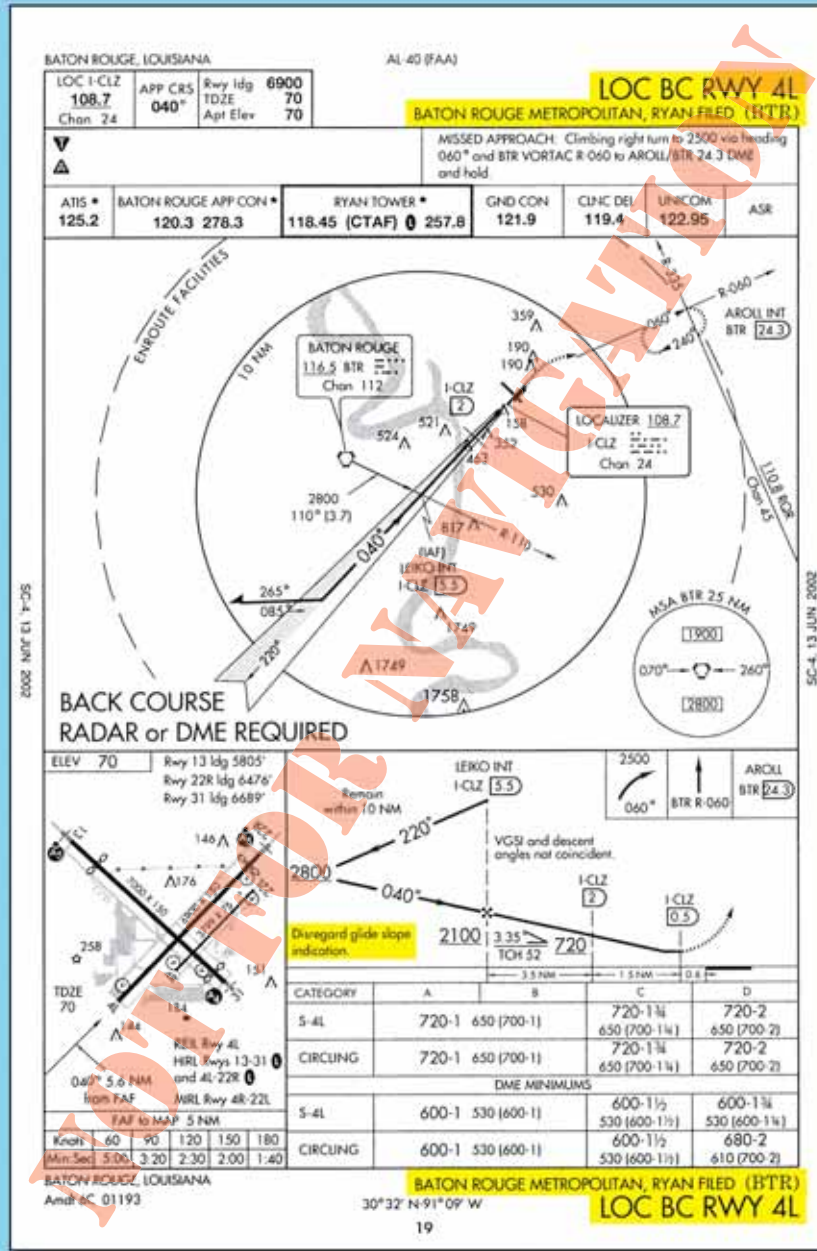 BATON ROUGE, LOUISIANA
AL-40 (FAA)
LOC I-CLZ
108.7
Chan 24
APP CRS
040°
Rwy ldg 6900
TDZE 70
Apt Elev 70
LOC BC RWY 4L
BATON ROUGE METROPOLITAN, RYAN FILED (BTR)
MISSED APPROACH: Climbing right turn to 2500 via heading
060° and BTR VORTAC R-060 to AROLL/BTR 24.3 DME
and hold.
ATIS *
125.2
BATON ROUGE APP CON *
120.3 278.3
RYAN TOWER *
118.45 (CTAF) 257.8
GND CON
121.9
CLNC DEL
119.4
UNICOM
122.95
ASR
ENROUTE FACILITIES
10 NM
BATON ROUGE
116.5 BTR
Chan 112
359
190
190
R-335
R-060
060°
240°
AROLL INT
BTR 24.3
I-CLZ
2
521
524
158
352
463
LOCALIZER 108.7
I-CLZ
Chan 24
530
110.8 RQR
Chan 45
2800
110° (3.7)
817
R-110
040°
(IAF)
LEIKO INT
I-CLZ 5.5
265°
085°
220°
1749
1749
1758
MSA BTR 25 NM
1900
070°
260°
2800
SC-4, 13 JUN 2002
SC-4, 13 JUN 2002
BACK COURSE
RADAR or DME REQUIRED
ELEV 70
Rwy 13 ldg 5805'
Rwy 22R ldg 6476'
Rwy 31 ldg 6689'
146
176
7000 X 150
258
151
TDZE
70
184
184
REIL Rwy 4L
HIRL Rwys 13-31
and 4L-22R
MIRL Rwy 4R-22L
040° 5.6 NM
from FAF
FAF to MAP 5 NM
Knots 60 90 120 150 180
Min:Sec 5:00 3:20 2:30 2:00 1:40
LEIKO INT
I-CLZ 5.5
Remain
within 10 NM
2500
060°
BTR R-060
AROLL
BTR 24.3
220°
VGSI and descent
angles not coincident.
2800
040°
I-CLZ
2
I-CLZ
0.5
Disregard glide slope
indication.
2100
3.35°
TCH 52
720
3.5 NM
1.5 NM
0.6
CATEGORY A B C D
S-4L 720-1 650 (700-1) 720-1¾ 650 (700-1¾) 720-2 650 (700-2)
CIRCLING 720-1 650 (700-1) 720-1¾ 650 (700-1¾) 720-2 650 (700-2)
DME MINIMUMS
S-4L 600-1 530 (600-1) 600-1½ 530 (600-1½) 600-1¾ 530 (600-1¾)
CIRCLING 600-1 530 (600-1) 600-1½ 530 (600-1½) 680-2 610 (700-2)
BATON ROUGE, LOUISIANA
Amdt 6C 01193
30°32' N-91°09' W
BATON ROUGE METROPOLITAN, RYAN FILED (BTR)
LOC BC RWY 4L
19
NOT FOR NAVIGATION